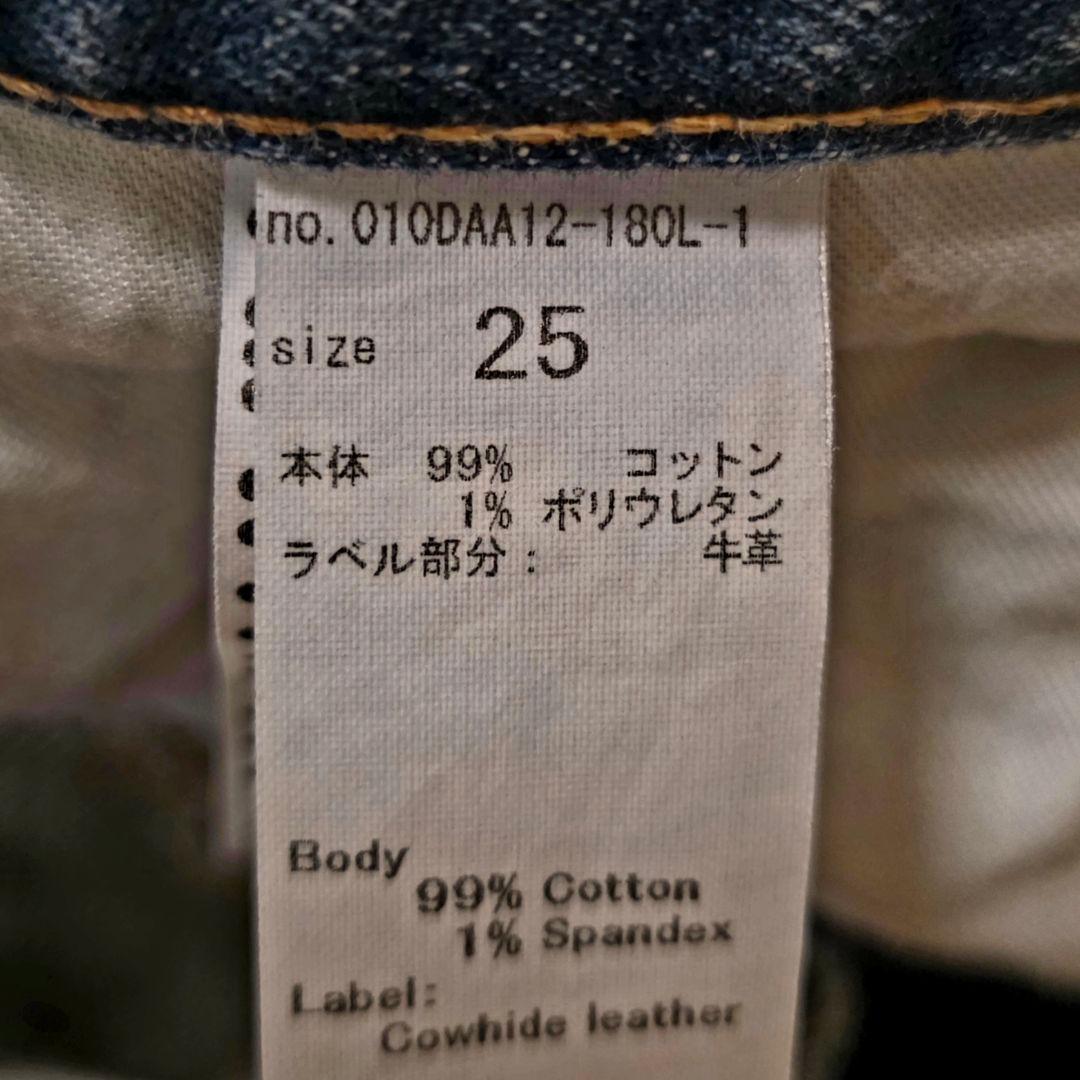 no.010DAA12-180L-1
size 25
本体 99% コットン
1% ポリウレタン
ラベル部分: 牛革
Body
99% Cotton
1% Spandex
Label:
Cowhide leather